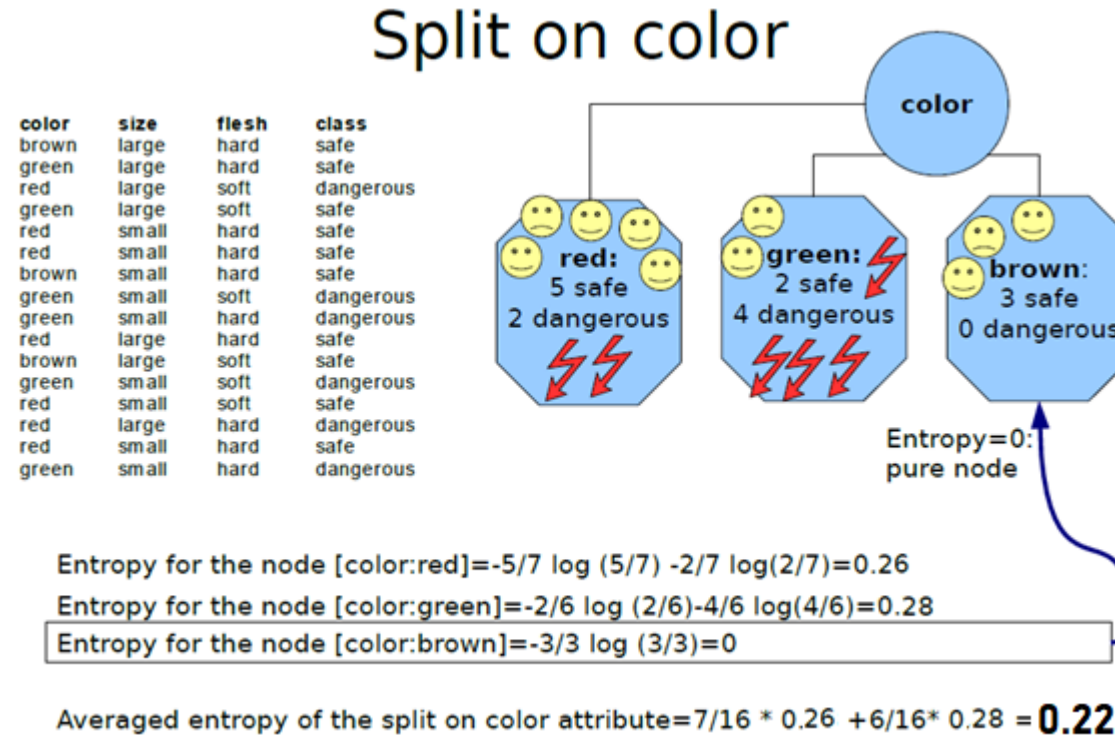 Split on color
color size flesh class
brown large hard safe
green large hard safe
red large soft dangerous
green large soft safe
red small hard safe
red small hard safe
brown small hard safe
green small soft dangerous
green small hard dangerous
red large hard safe
brown large soft safe
green small soft dangerous
red small soft safe
red large hard dangerous
red small hard safe
green small hard dangerous
color
red:
5 safe
2 dangerous
green:
2 safe
4 dangerous
brown:
3 safe
0 dangerous
Entropy=0:
pure node
Entropy for the node [color:red]=-5/7 log (5/7) -2/7 log(2/7)=0.26
Entropy for the node [color:green]=-2/6 log (2/6)-4/6 log(4/6)=0.28
Entropy for the node [color:brown]=-3/3 log (3/3)=0
Averaged entropy of the split on color attribute=7/16 * 0.26 +6/16* 0.28 = 0.22